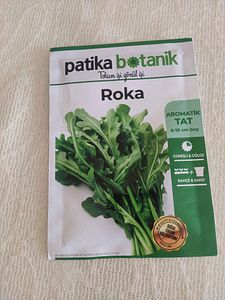 patika botanik
Tohum işi gönül işi
Roka
AROMATİK
TAT
6-10 cm boy
GÜNEŞLİ & GÖLGE
BAHÇE & SAKSI